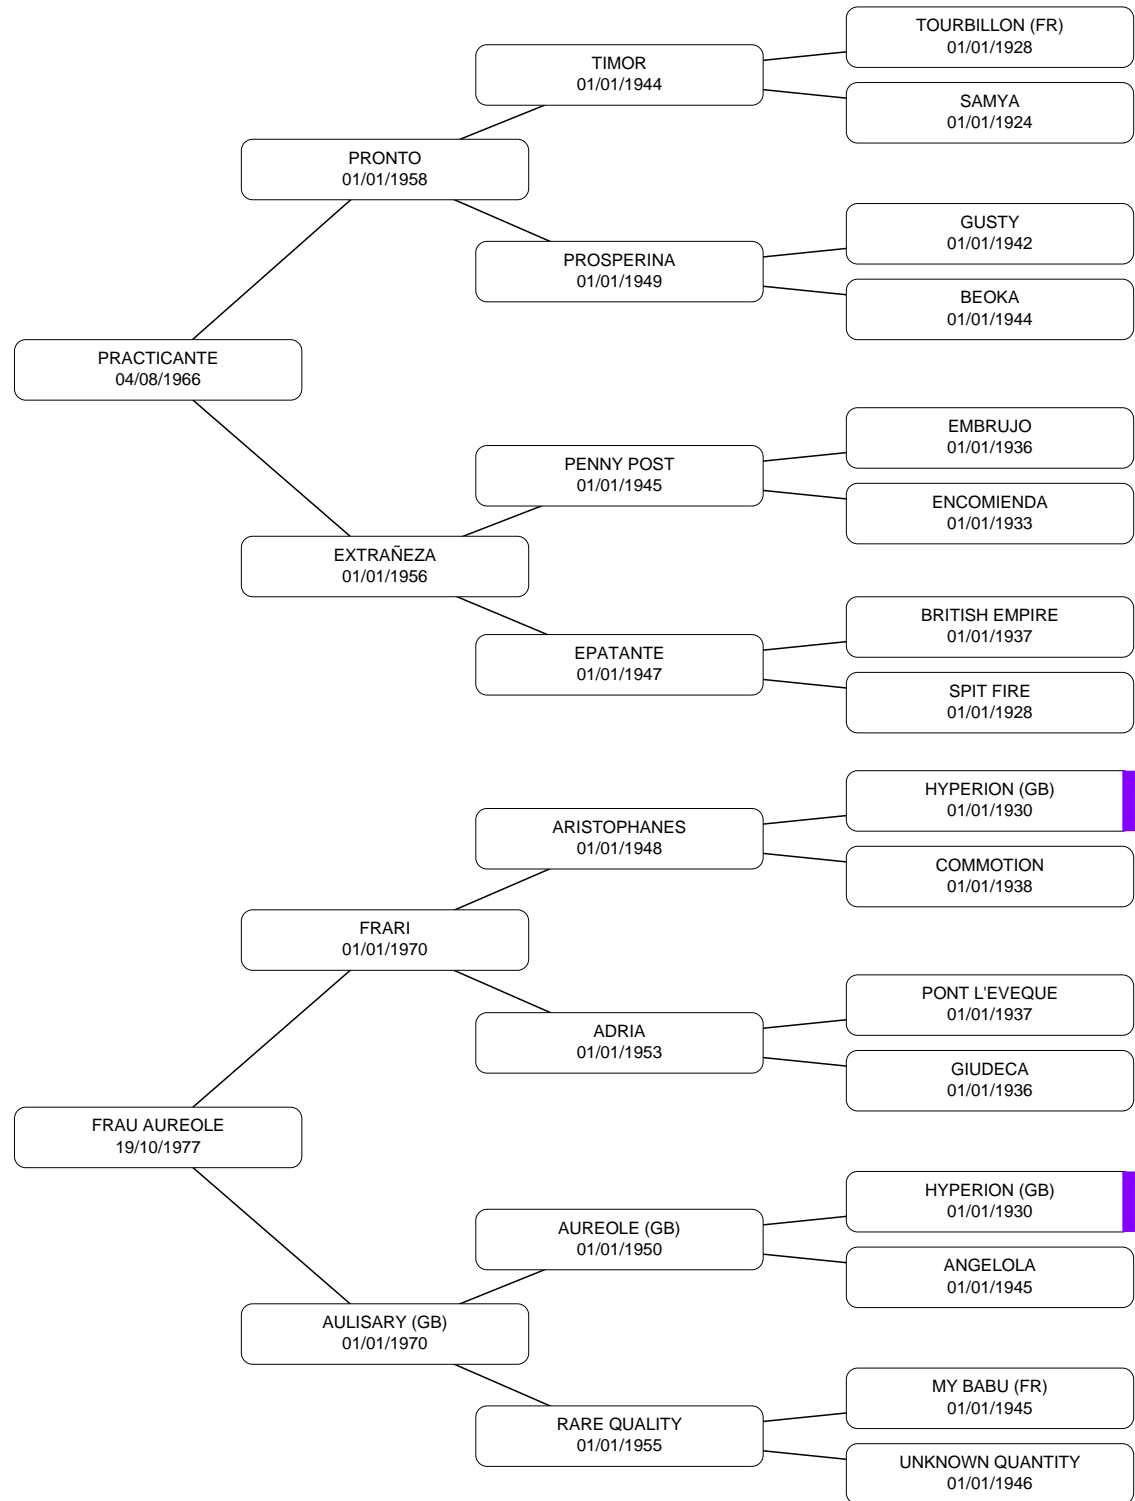 TOURBILLON (FR)
01/01/1928
TIMOR
01/01/1944
SAMYA
01/01/1924
PRONTO
01/01/1958
GUSTY
01/01/1942
PROSPERINA
01/01/1949
BEOKA
01/01/1944
PRACTICANTE
04/08/1966
EMBRUJO
01/01/1936
PENNY POST
01/01/1945
ENCOMIENDA
01/01/1933
EXTRAÑEZA
01/01/1956
BRITISH EMPIRE
01/01/1937
EPATANTE
01/01/1947
SPIT FIRE
01/01/1928
HYPERION (GB)
01/01/1930
ARISTOPHANES
01/01/1948
COMMOTION
01/01/1938
FRARI
01/01/1970
PONT L'EVEQUE
01/01/1937
ADRIA
01/01/1953
GIUDECA
01/01/1936
FRAU AUREOLE
19/10/1977
HYPERION (GB)
01/01/1930
AUREOLE (GB)
01/01/1950
ANGELOLA
01/01/1945
AULISARY (GB)
01/01/1970
MY BABU (FR)
01/01/1945
RARE QUALITY
01/01/1955
UNKNOWN QUANTITY
01/01/1946